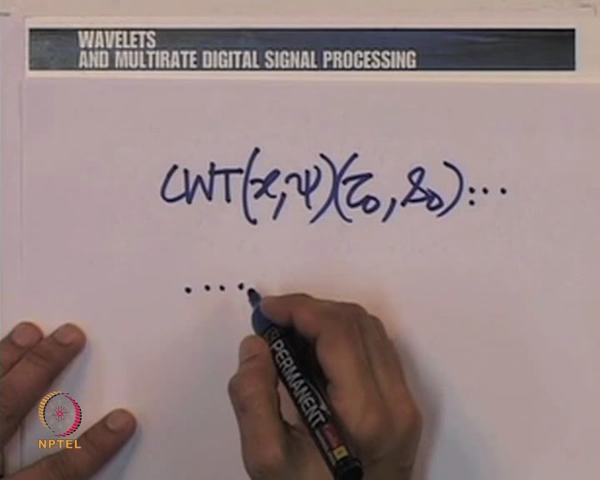 WAVELETS
AND MULTIRATE DIGITAL SIGNAL PROCESSING
CWT(x,ψ)(τ₀,s₀):...
....
PERMANENT
NPTEL